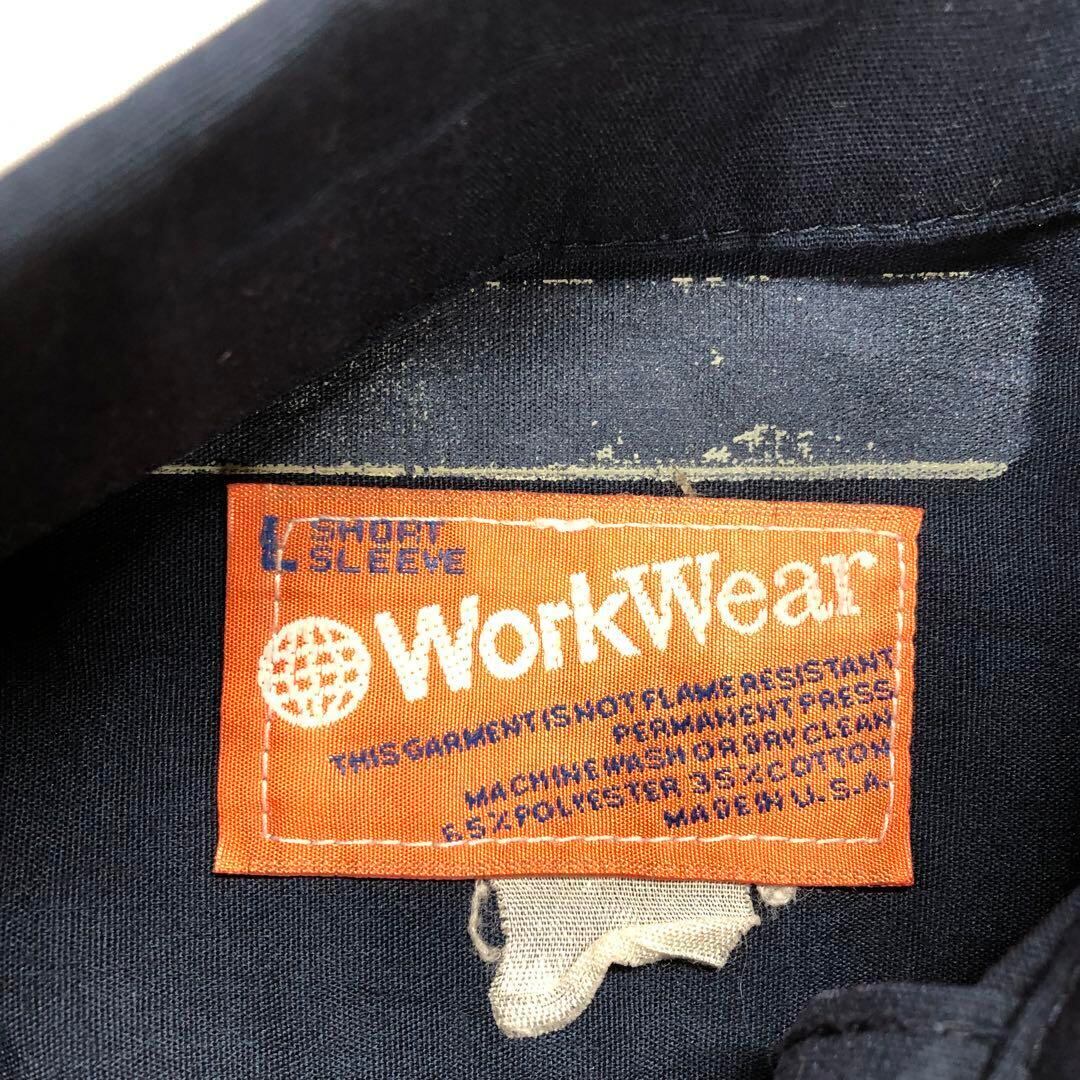 L SHORT
SLEEVE
WorkWear
THIS GARMENT IS NOT FLAME RESISTANT
PERMANENT PRESS
MACHINE WASH OR DRY CLEAN
65% POLYESTER 35% COTTON
MADE IN U.S.A.